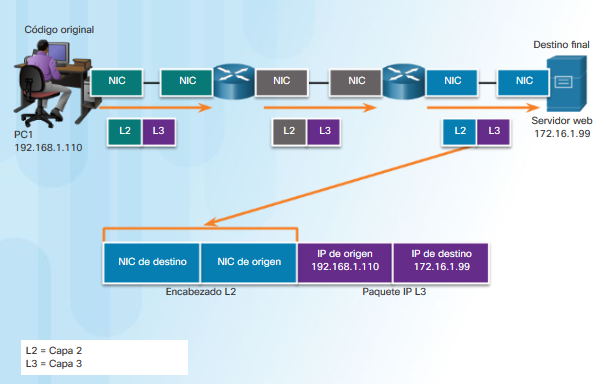 Código original
Destino final
NIC
NIC
NIC
NIC
NIC
NIC
L2
L3
L2
L3
L2
L3
PC1
192.168.1.110
Servidor web
172.16.1.99
NIC de destino
NIC de origen
IP de origen
192.168.1.110
IP de destino
172.16.1.99
Encabezado L2
Paquete IP L3
L2 = Capa 2
L3 = Capa 3